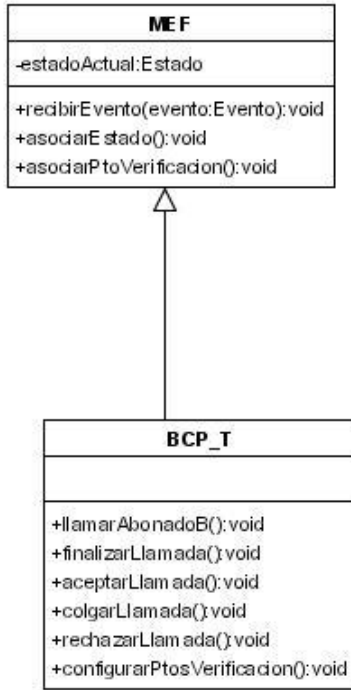 MEF
-estadoActual:Estado
+recibirEvento(evento:Evento):void
+asociarEstado():void
+asociarPtoVerificacion():void
BCP_T
+llamarAbonadoB():void
+finalizarLlamada():void
+aceptarLlamada():void
+colgarLlamada():void
+rechazarLlamada():void
+configurarPtosVerificacion():void